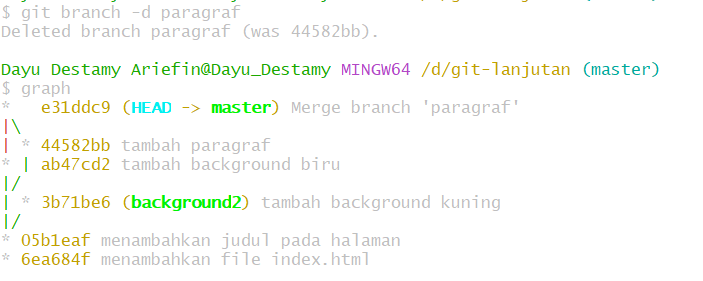 $ git branch -d paragraf
Deleted branch paragraf (was 44582bb).
Dayu Destamy Ariefin@Dayu_Destamy MINGW64 /d/git-lanjutan (master)
$ graph
*   e31ddc9 (HEAD -> master) Merge branch 'paragraf'
|\
| * 44582bb tambah paragraf
* | ab47cd2 tambah background biru
|/
| * 3b71be6 (background2) tambah background kuning
|/
* 05b1eaf menambahkan judul pada halaman
* 6ea684f menambahkan file index.html